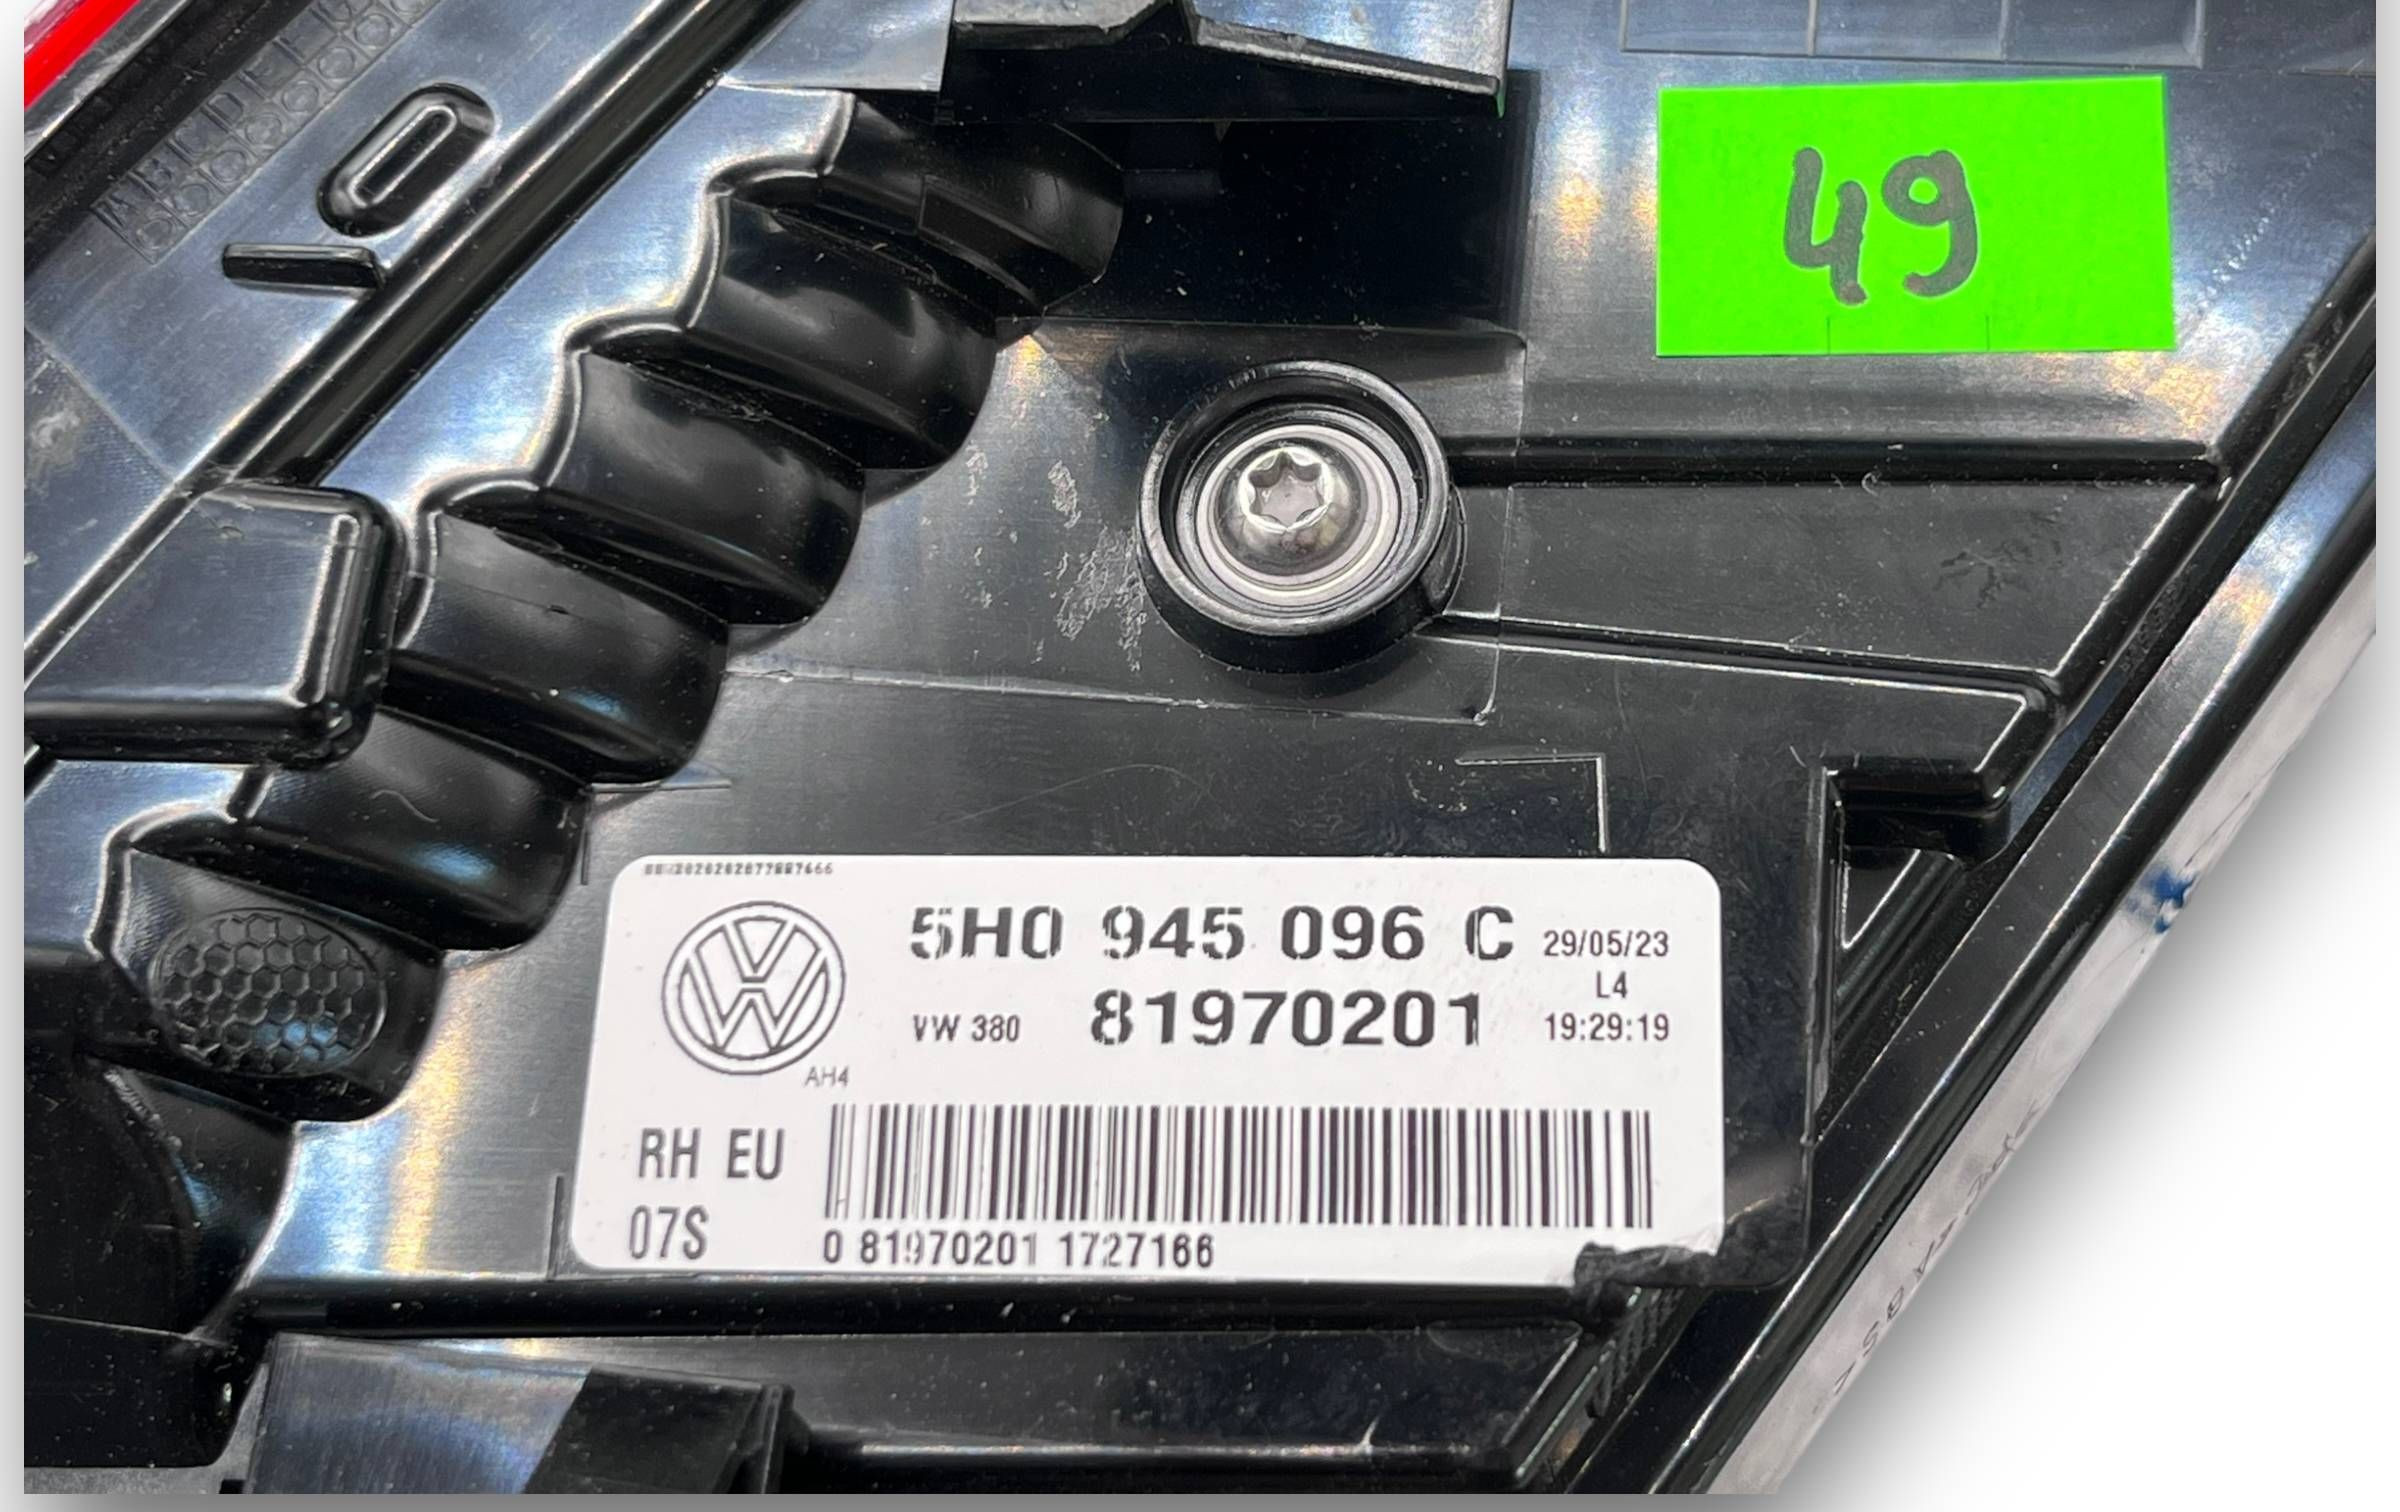 49
5H0 945 096 C
29/05/23
L4
VW 380
81970201
19:29:19
AH4
RH EU
07S
0 81970201 1727166